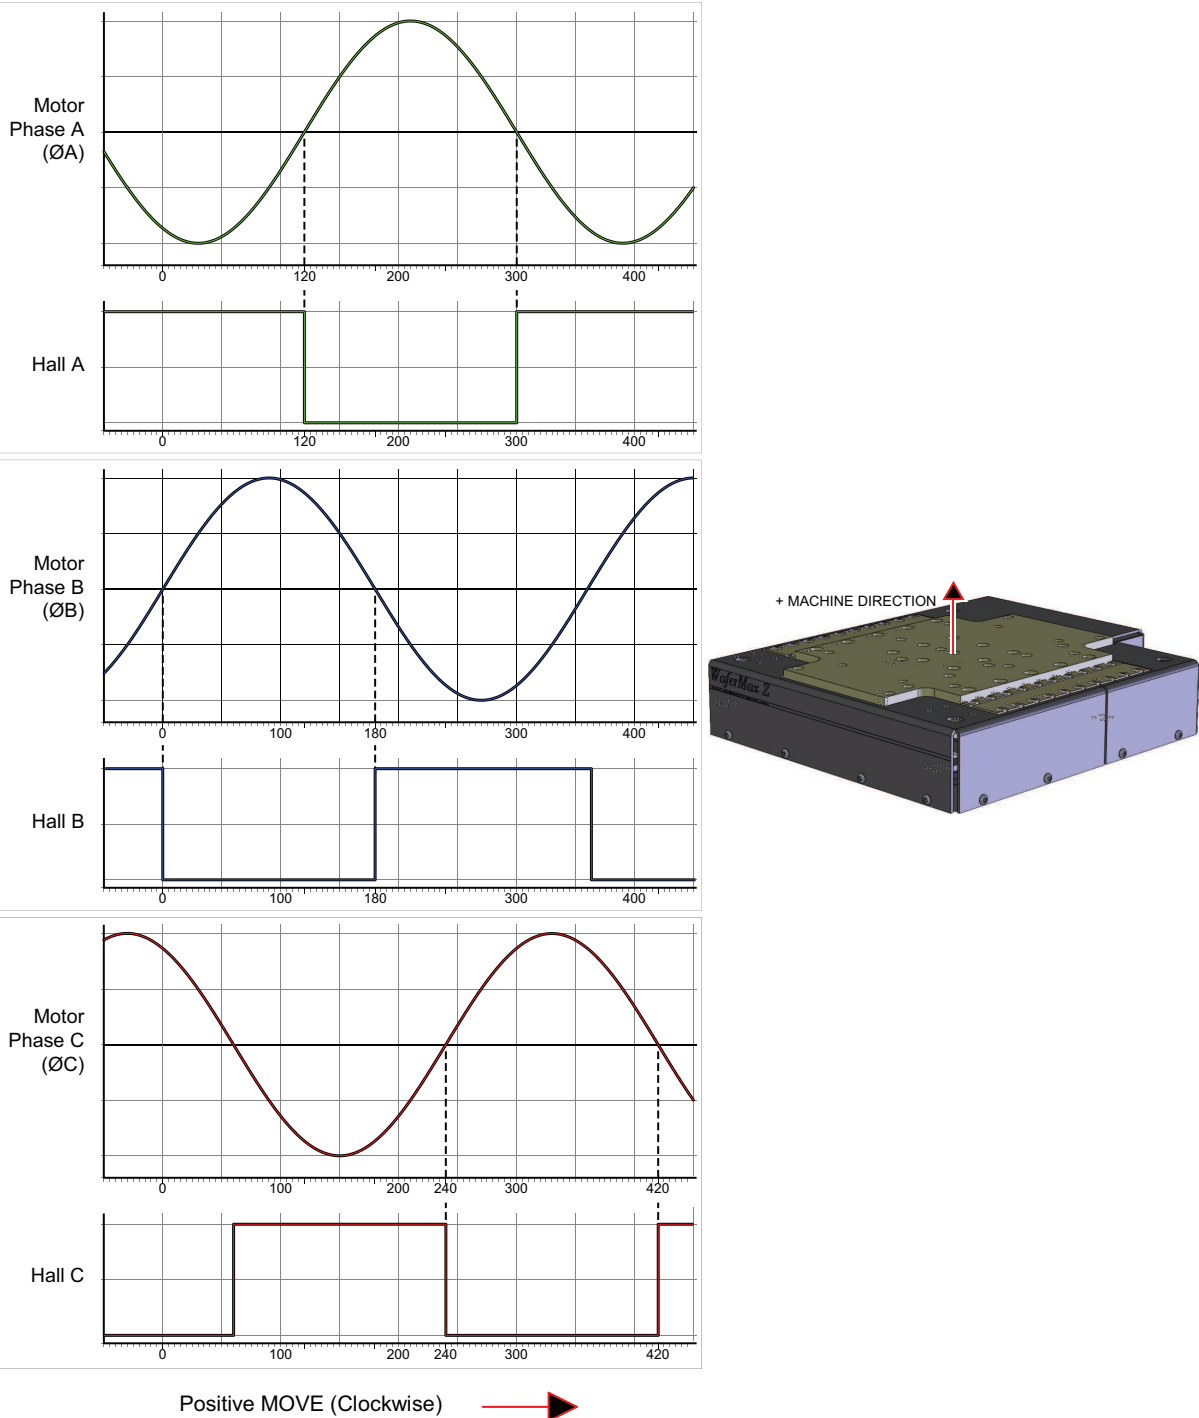 Motor
Phase A
(ØA)
0 120 200 300 400
Hall A
0 120 200 300 400
Motor
Phase B
(ØB)
0 100 180 300 400
Hall B
0 100 180 300 400
Motor
Phase C
(ØC)
0 100 200 240 300 420
Hall C
0 100 200 240 300 420
Positive MOVE (Clockwise)
+ MACHINE DIRECTION
WaferMax Z